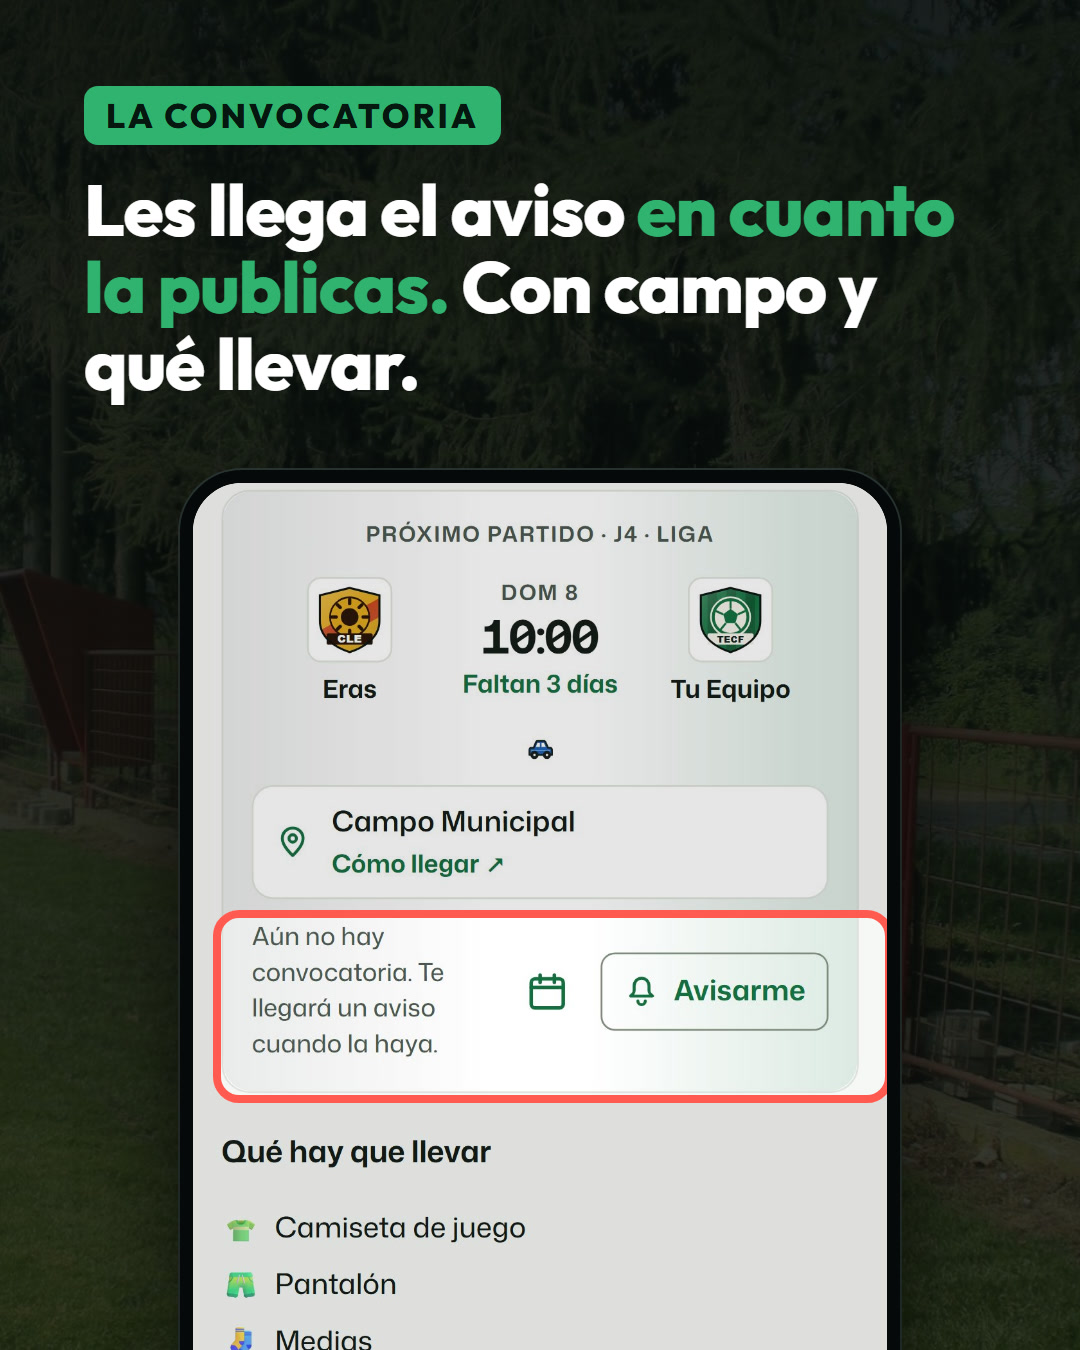 LA CONVOCATORIA
Les llega el aviso en cuanto
la publicas. Con campo y
qué llevar.
PRÓXIMO PARTIDO · J4 · LIGA
DOM 8
10:00
Faltan 3 días
CLE
Eras
TECF
Tu Equipo
Campo Municipal
Cómo llegar ↗
Aún no hay
convocatoria. Te
llegará un aviso
cuando la haya.
Avisarme
Qué hay que llevar
Camiseta de juego
Pantalón
Medias